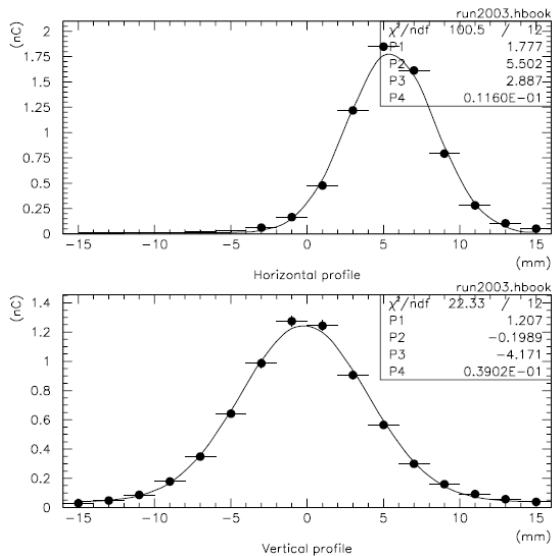 run2003.hbook
(nC)
2
1.75
1.5
1.25
1
0.75
0.5
0.25
0
χ²/ndf 100.5 / 12
P1 1.777
P2 5.502
P3 2.887
P4 0.1160E-01
-15 -10 -5 0 5 10 15
(mm)
Horizontal profile
run2003.hbook
(nC)
1.4
1.2
1
0.8
0.6
0.4
0.2
0
χ²/ndf 22.33 / 12
P1 1.207
P2 -0.1989
P3 -4.171
P4 0.3902E-01
-15 -10 -5 0 5 10 15
(mm)
Vertical profile